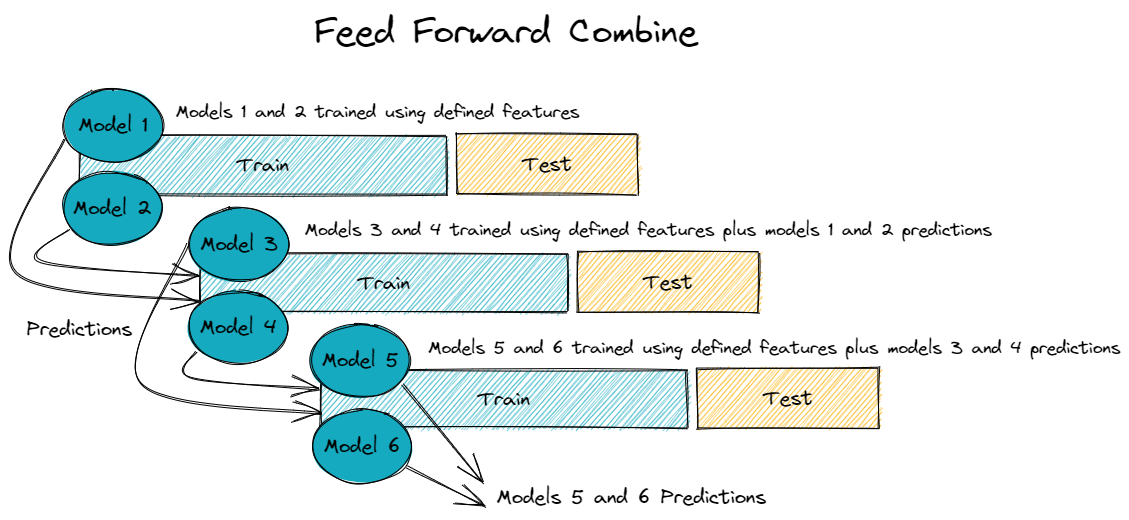 Feed Forward Combine
Model 1
Models 1 and 2 trained using defined features
Train
Test
Model 2
Model 3
Models 3 and 4 trained using defined features plus models 1 and 2 predictions
Train
Test
Predictions
Model 4
Model 5
Models 5 and 6 trained using defined features plus models 3 and 4 predictions
Train
Test
Model 6
Models 5 and 6 Predictions